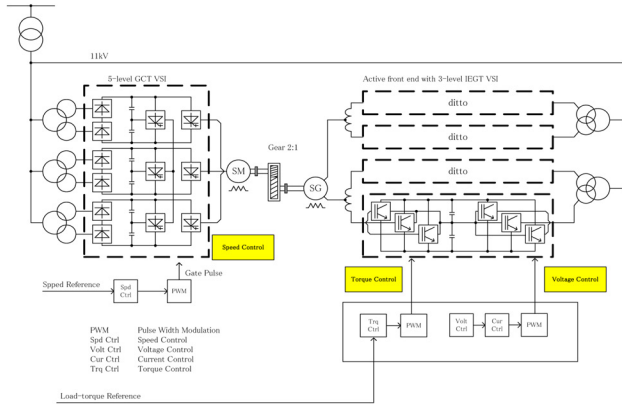 11kV
5-level GCT VSI
Active front end with 3-level IEGT VSI
ditto
ditto
Gear 2:1
ditto
SM
SG
Speed Control
Gate Pulse
Torque Control
Voltage Control
Spped Reference
Spd Ctrl
PWM
Trq Ctrl
PWM
Volt Ctrl
Cur Ctrl
PWM
PWM Pulse Width Modulation
Spd Ctrl Speed Control
Volt Ctrl Voltage Control
Cur Ctrl Current Control
Trq Ctrl Torque Control
Load-torque Reference